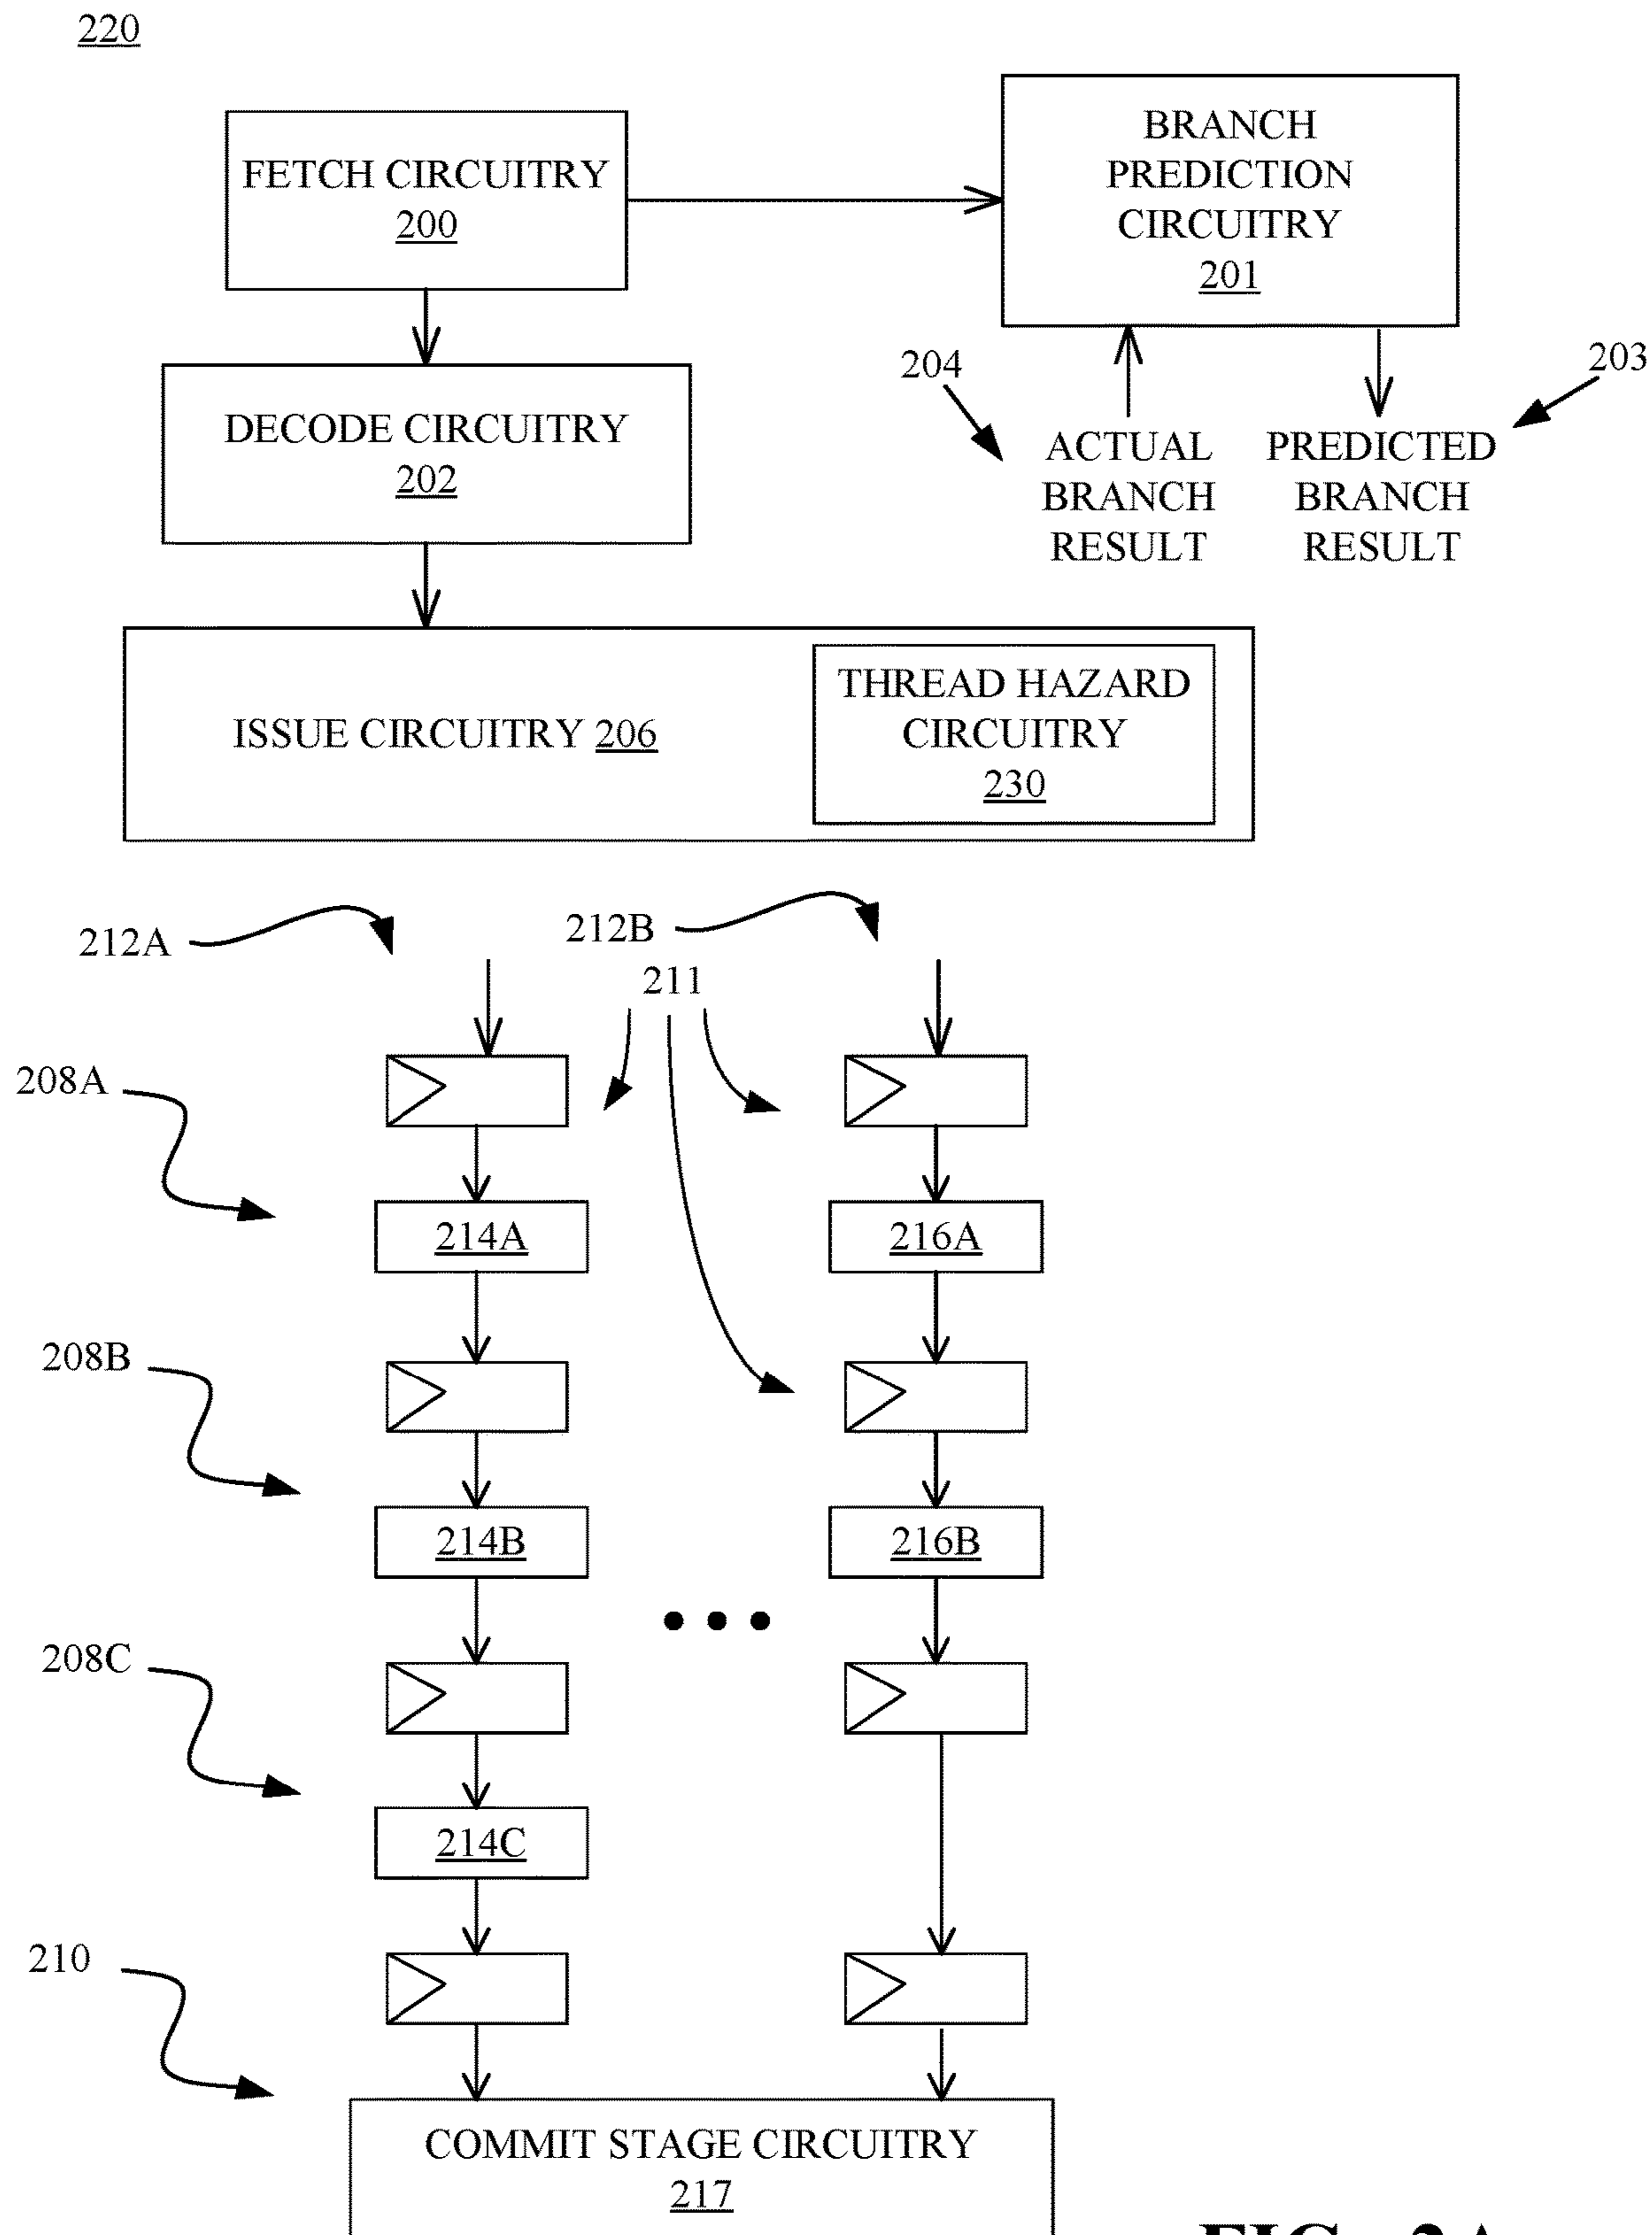 220
FETCH CIRCUITRY
200
BRANCH
PREDICTION
CIRCUITRY
201
DECODE CIRCUITRY
202
204
203
ACTUAL
BRANCH
RESULT
PREDICTED
BRANCH
RESULT
ISSUE CIRCUITRY 206
THREAD HAZARD
CIRCUITRY
230
212A
212B
211
208A
214A
216A
208B
214B
216B
208C
214C
210
COMMIT STAGE CIRCUITRY
217